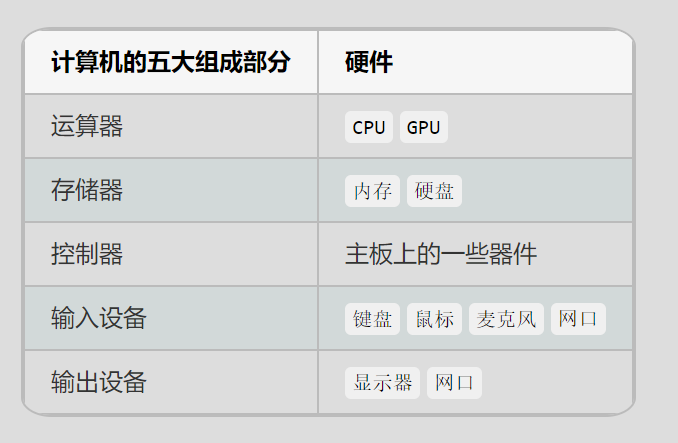 计算机的五大组成部分 硬件
运算器 CPU GPU
存储器 内存 硬盘
控制器 主板上的一些器件
输入设备 键盘 鼠标 麦克风 网口
输出设备 显示器 网口